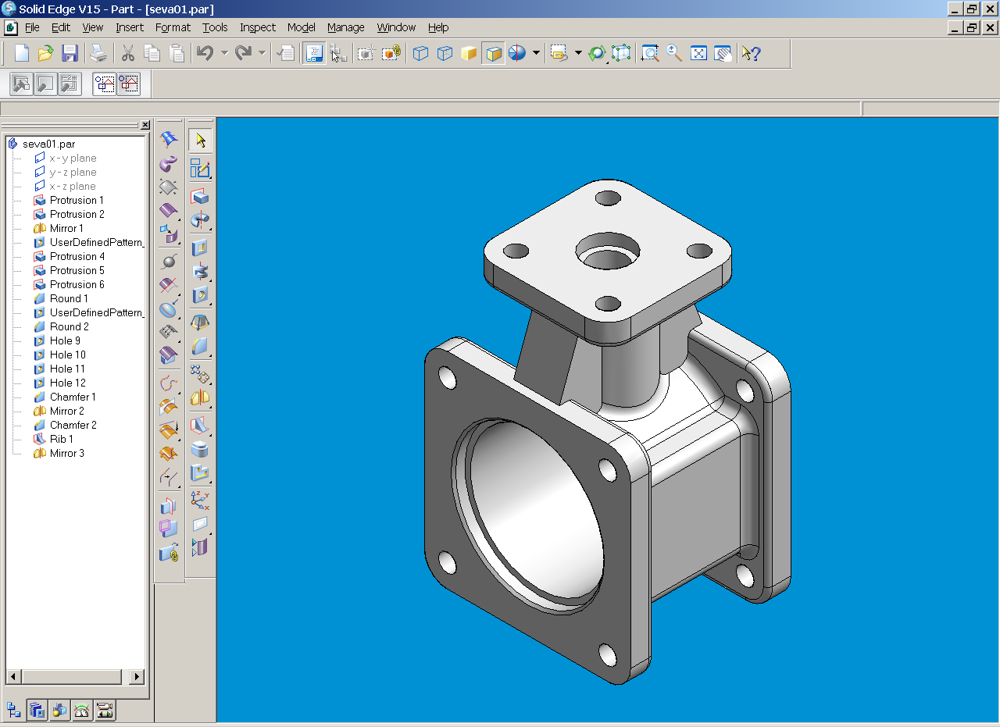 Solid Edge V15 - Part - [seva01.par]
File Edit View Insert Format Tools Inspect Model Manage Window Help
seva01.par
x - y plane
y - z plane
x - z plane
Protrusion 1
Protrusion 2
Mirror 1
UserDefinedPattern_
Protrusion 4
Protrusion 5
Protrusion 6
Round 1
UserDefinedPattern_
Round 2
Hole 9
Hole 10
Hole 11
Hole 12
Chamfer 1
Mirror 2
Chamfer 2
Rib 1
Mirror 3